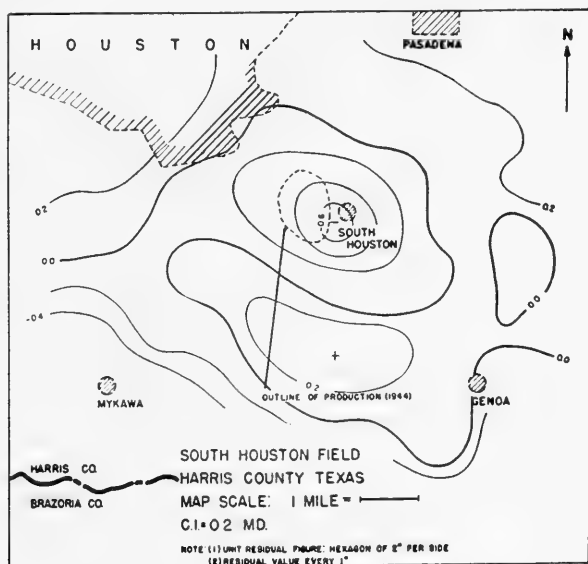 HOUSTON
PASADENA
N
0.2
0.2
0.6
SOUTH
HOUSTON
0.0
0.0
-0.4
0.0
0.2
MYKAWA
OUTLINE OF PRODUCTION (1944)
GENOA
HARRIS CO.
BRAZORIA CO.
SOUTH HOUSTON FIELD
HARRIS COUNTY TEXAS
MAP SCALE: 1 MILE =
C.I.= 0.2 MD.
NOTE: (1) UNIT RESIDUAL FIGURE: HEXAGON OF 2" PER SIDE
(2) RESIDUAL VALUE EVERY 1"